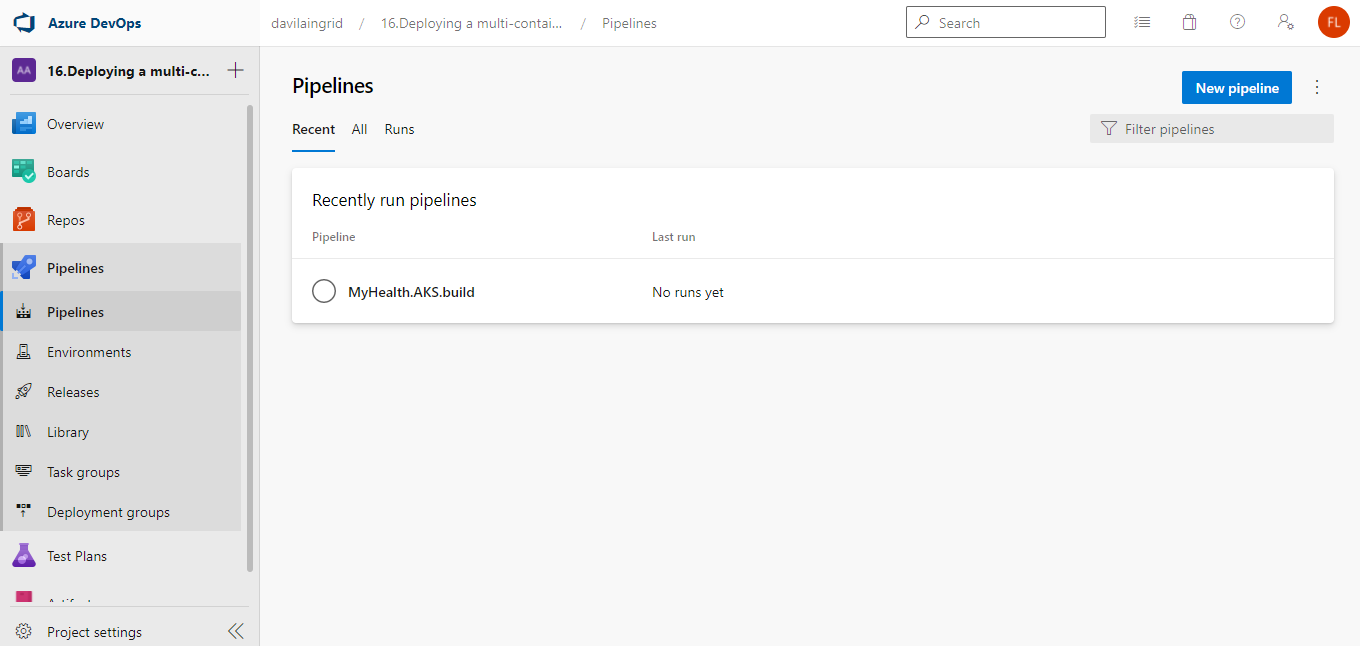 Azure DevOps
davilaingrid / 16.Deploying a multi-contai... / Pipelines
Search
FL
AA
16.Deploying a multi-c...
Overview
Boards
Repos
Pipelines
Pipelines
Environments
Releases
Library
Task groups
Deployment groups
Test Plans
Project settings
Pipelines
New pipeline
Recent All Runs
Filter pipelines
Recently run pipelines
Pipeline Last run
MyHealth.AKS.build No runs yet